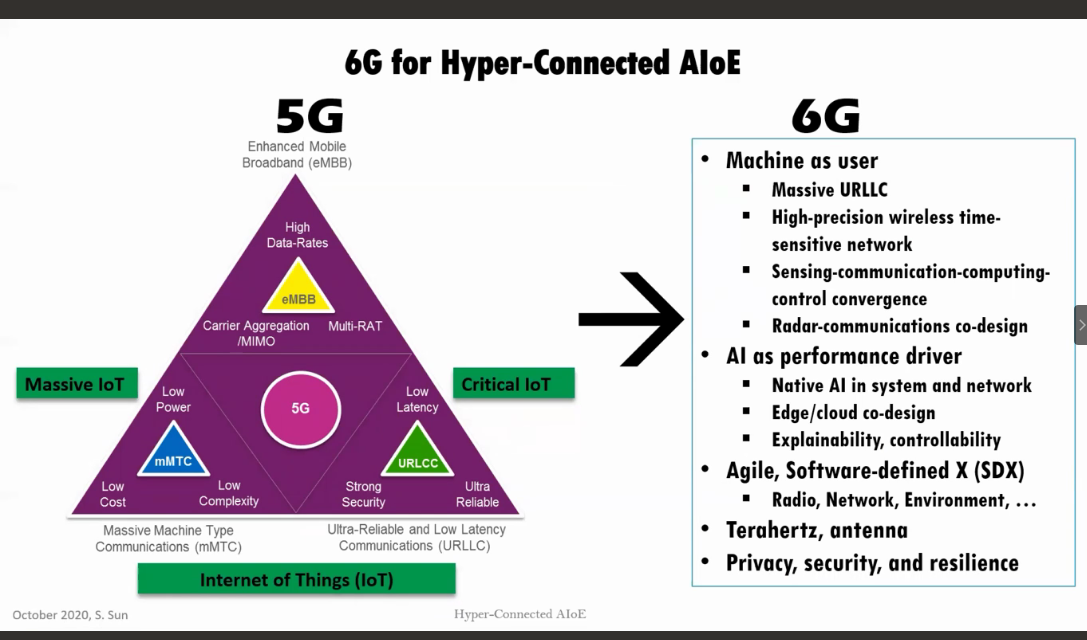 6G for Hyper-Connected AIoE
5G
Enhanced Mobile
Broadband (eMBB)
High
Data-Rates
eMBB
Carrier Aggregation
/MIMO
Multi-RAT
Massive IoT
Critical IoT
Low
Power
5G
Low
Latency
mMTC
URLCC
Low
Cost
Low
Complexity
Strong
Security
Ultra
Reliable
Massive Machine Type
Communications (mMTC)
Ultra-Reliable and Low Latency
Communications (URLLC)
Internet of Things (IoT)
6G
• Machine as user
▪ Massive URLLC
▪ High-precision wireless time-
sensitive network
▪ Sensing-communication-computing-
control convergence
▪ Radar-communications co-design
• AI as performance driver
▪ Native AI in system and network
▪ Edge/cloud co-design
▪ Explainability, controllability
• Agile, Software-defined X (SDX)
▪ Radio, Network, Environment, …
• Terahertz, antenna
• Privacy, security, and resilience
October 2020, S. Sun
Hyper-Connected AIoE